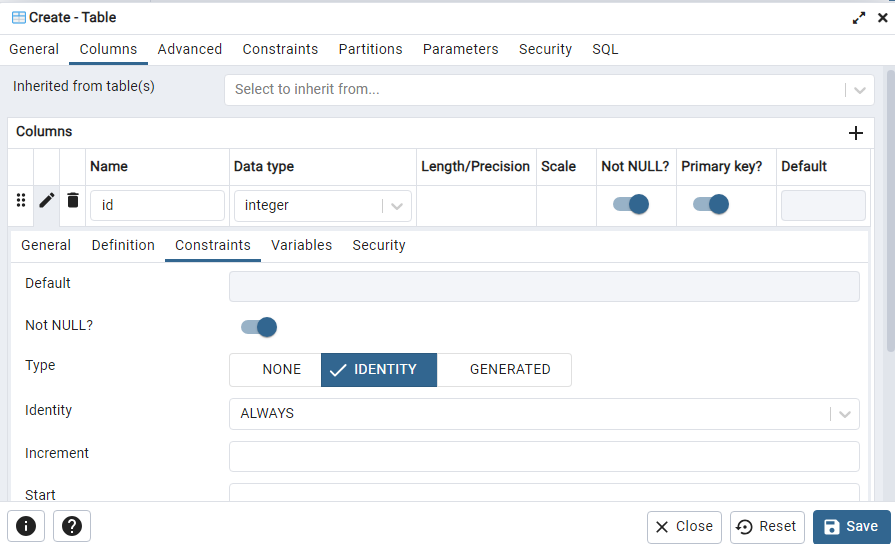 Create - Table
General Columns Advanced Constraints Partitions Parameters Security SQL
Inherited from table(s) Select to inherit from...
Columns
Name Data type Length/Precision Scale Not NULL? Primary key? Default
id integer
General Definition Constraints Variables Security
Default
Not NULL?
Type NONE IDENTITY GENERATED
Identity ALWAYS
Increment
Start
Close Reset Save